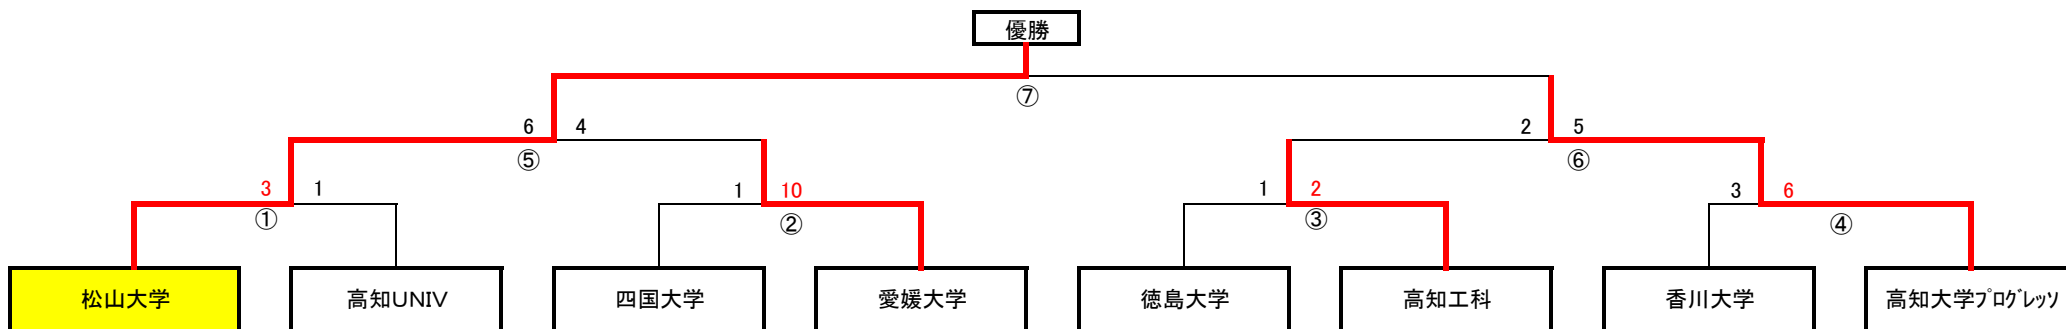 優勝
⑦
6 4
2 5
⑤
⑥
3 1
1 10
1 2
3 6
①
②
③
④
松山大学
高知UNIV
四国大学
愛媛大学
徳島大学
高知工科
香川大学
高知大学ﾌﾟﾛｸﾞﾚｯｿ